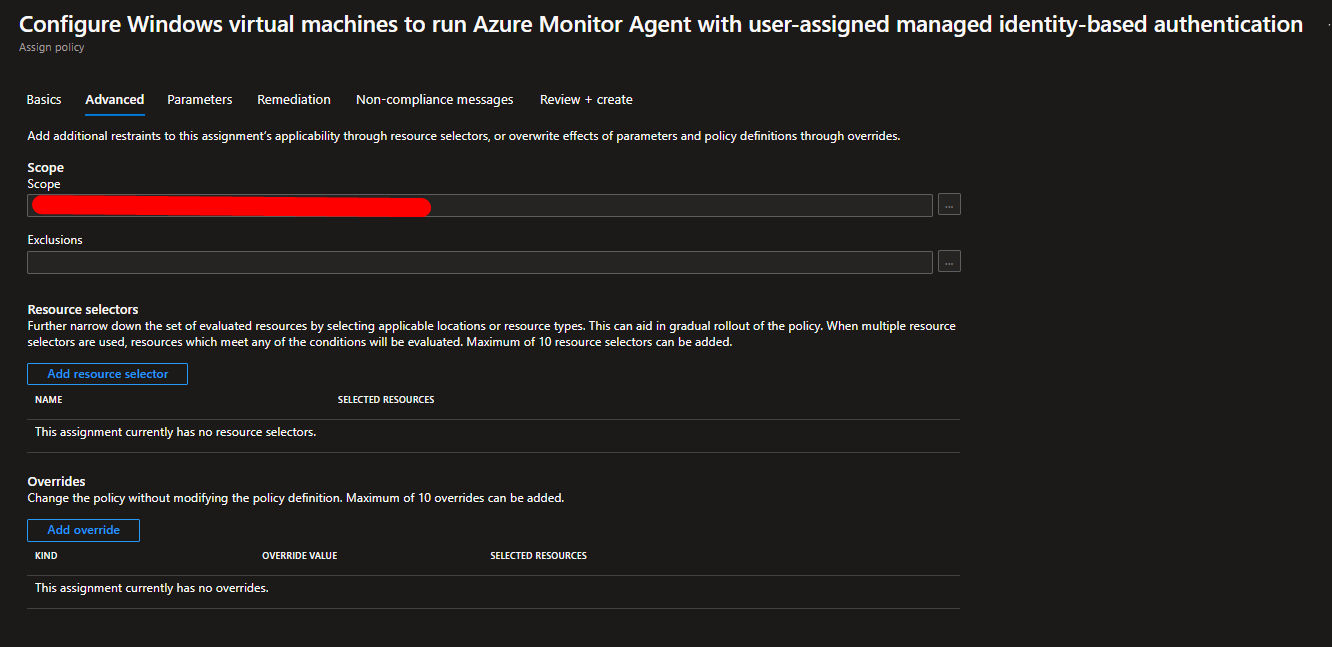 Configure Windows virtual machines to run Azure Monitor Agent with user-assigned managed identity-based authentication
Assign policy
Basics Advanced Parameters Remediation Non-compliance messages Review + create
Add additional restraints to this assignment's applicability through resource selectors, or overwrite effects of parameters and policy definitions through overrides.
Scope
Scope
...
Exclusions
...
Resource selectors
Further narrow down the set of evaluated resources by selecting applicable locations or resource types. This can aid in gradual rollout of the policy. When multiple resource
selectors are used, resources which meet any of the conditions will be evaluated. Maximum of 10 resource selectors can be added.
Add resource selector
NAME SELECTED RESOURCES
This assignment currently has no resource selectors.
Overrides
Change the policy without modifying the policy definition. Maximum of 10 overrides can be added.
Add override
KIND OVERRIDE VALUE SELECTED RESOURCES
This assignment currently has no overrides.